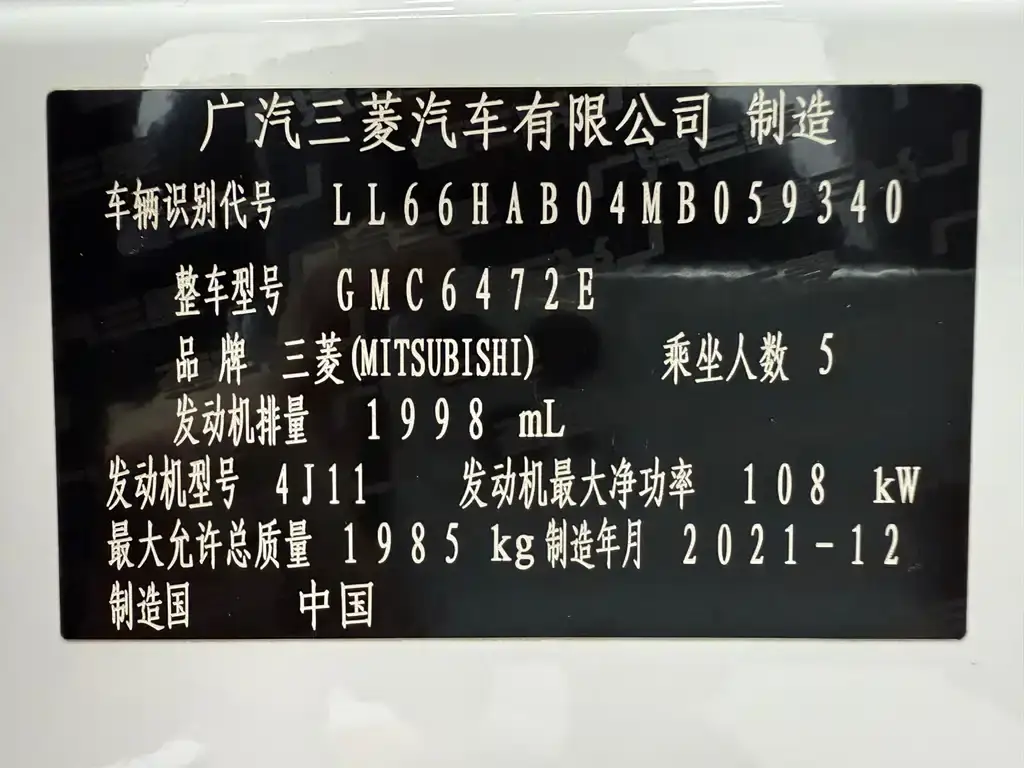 广汽三菱汽车有限公司 制造
车辆识别代号 LL66HAB04MB059340
整车型号 GMC6472E
品 牌 三菱(MITSUBISHI) 乘坐人数 5
发动机排量 1998 mL
发动机型号 4J11 发动机最大净功率 108 kW
最大允许总质量 1985 kg 制造年月 2021-12
制造国 中国